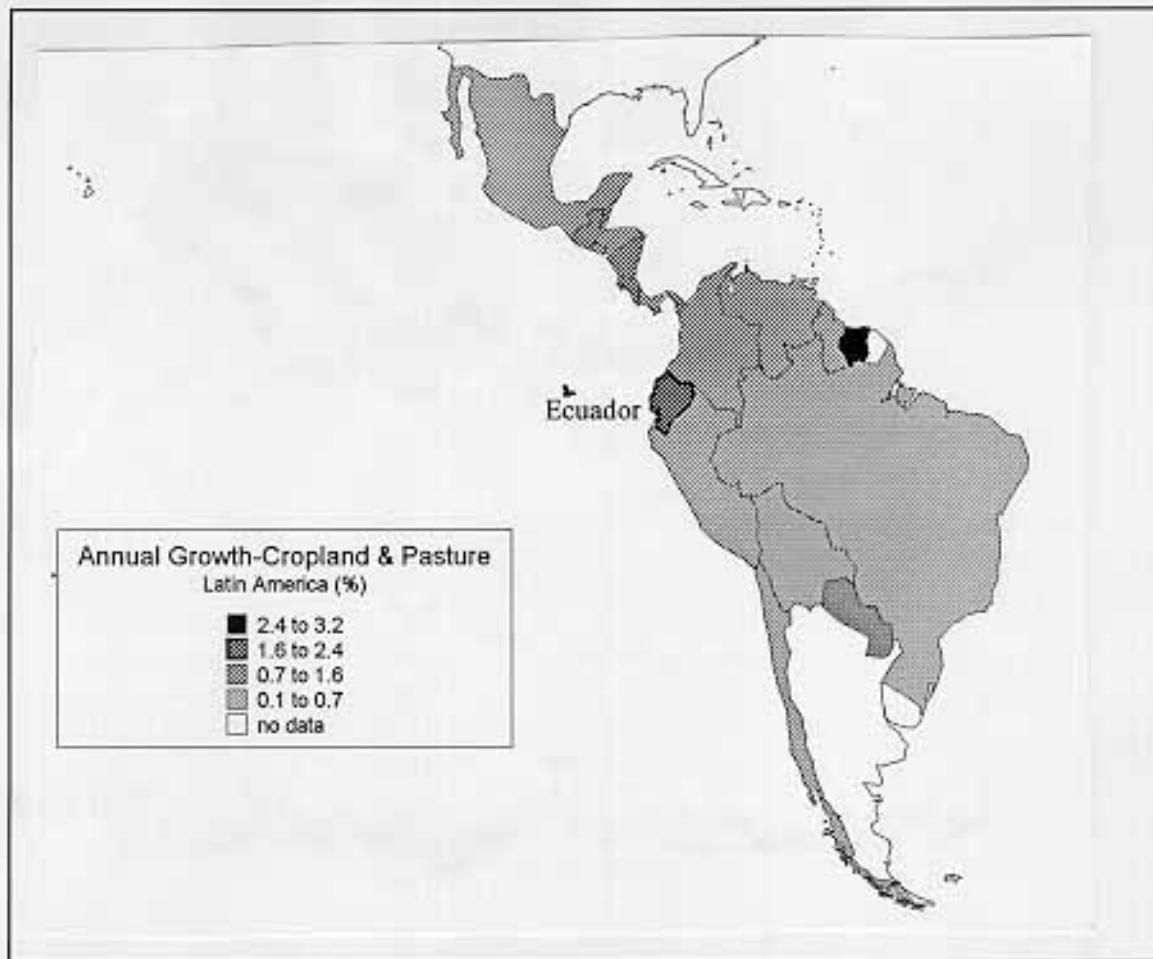 Ecuador
Annual Growth-Cropland & Pasture
Latin America (%)
2.4 to 3.2
1.6 to 2.4
0.7 to 1.6
0.1 to 0.7
no data